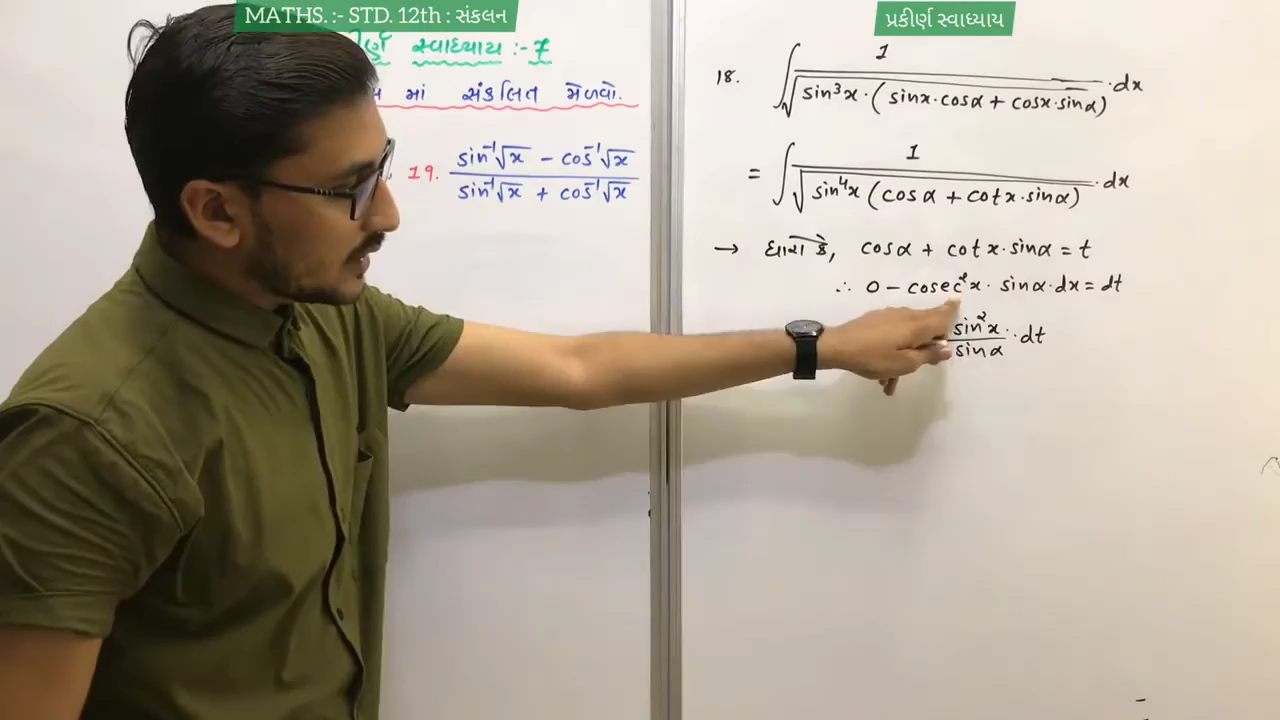 MATHS. :- STD. 12th : સંકલન
પ્રકીર્ણ સ્વાધ્યાય
સ્વાધ્યાય :- 7
માં સંકલિત મેળવો.
19. (sin⁻¹√x − cos⁻¹√x) / (sin⁻¹√x + cos⁻¹√x)
18. ∫ 1 / √(sin³x · (sinx·cosα + cosx·sinα)) · dx
= ∫ 1 / √(sin⁴x (cosα + cotx·sinα)) · dx
→ ધારો કે, cosα + cotx·sinα = t
∴ 0 − cosec²x · sinα·dx = dt
sin²x / sinα · dt